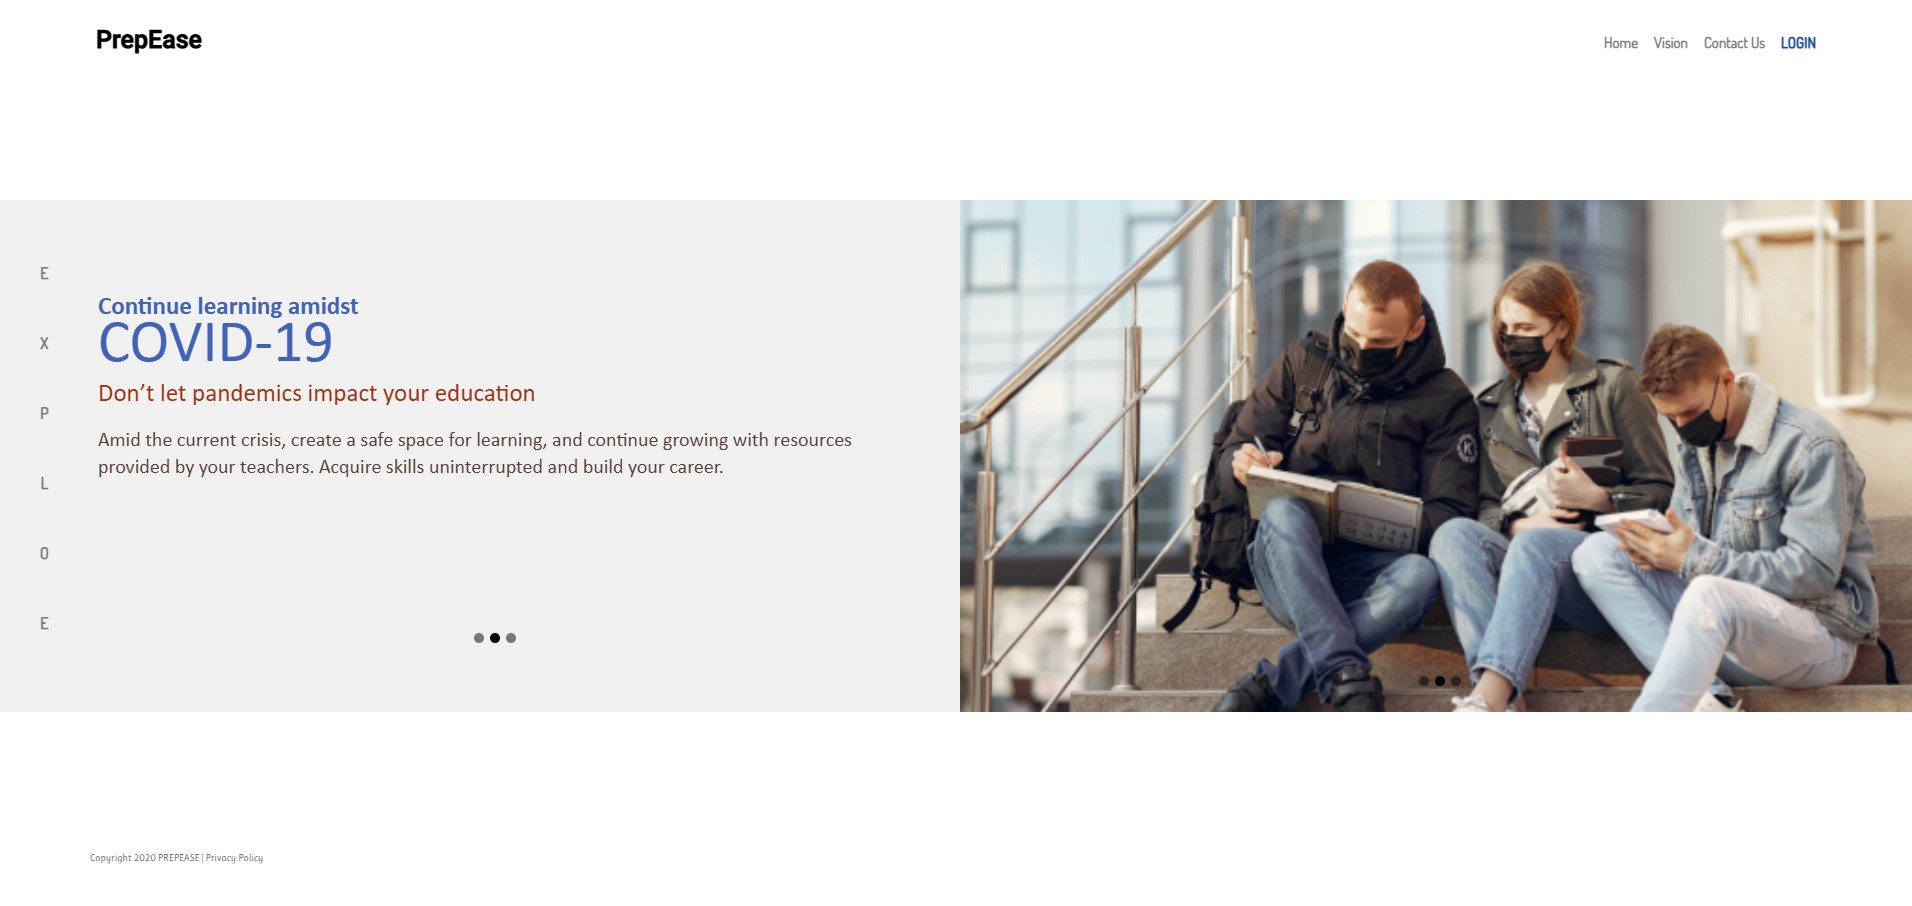 PrepEase
Home Vision Contact Us LOGIN
E
X
P
L
O
E
Continue learning amidst
COVID-19
Don’t let pandemics impact your education
Amid the current crisis, create a safe space for learning, and continue growing with resources
provided by your teachers. Acquire skills uninterrupted and build your career.
K
Copyright 2020 PREPEASE | Privacy Policy